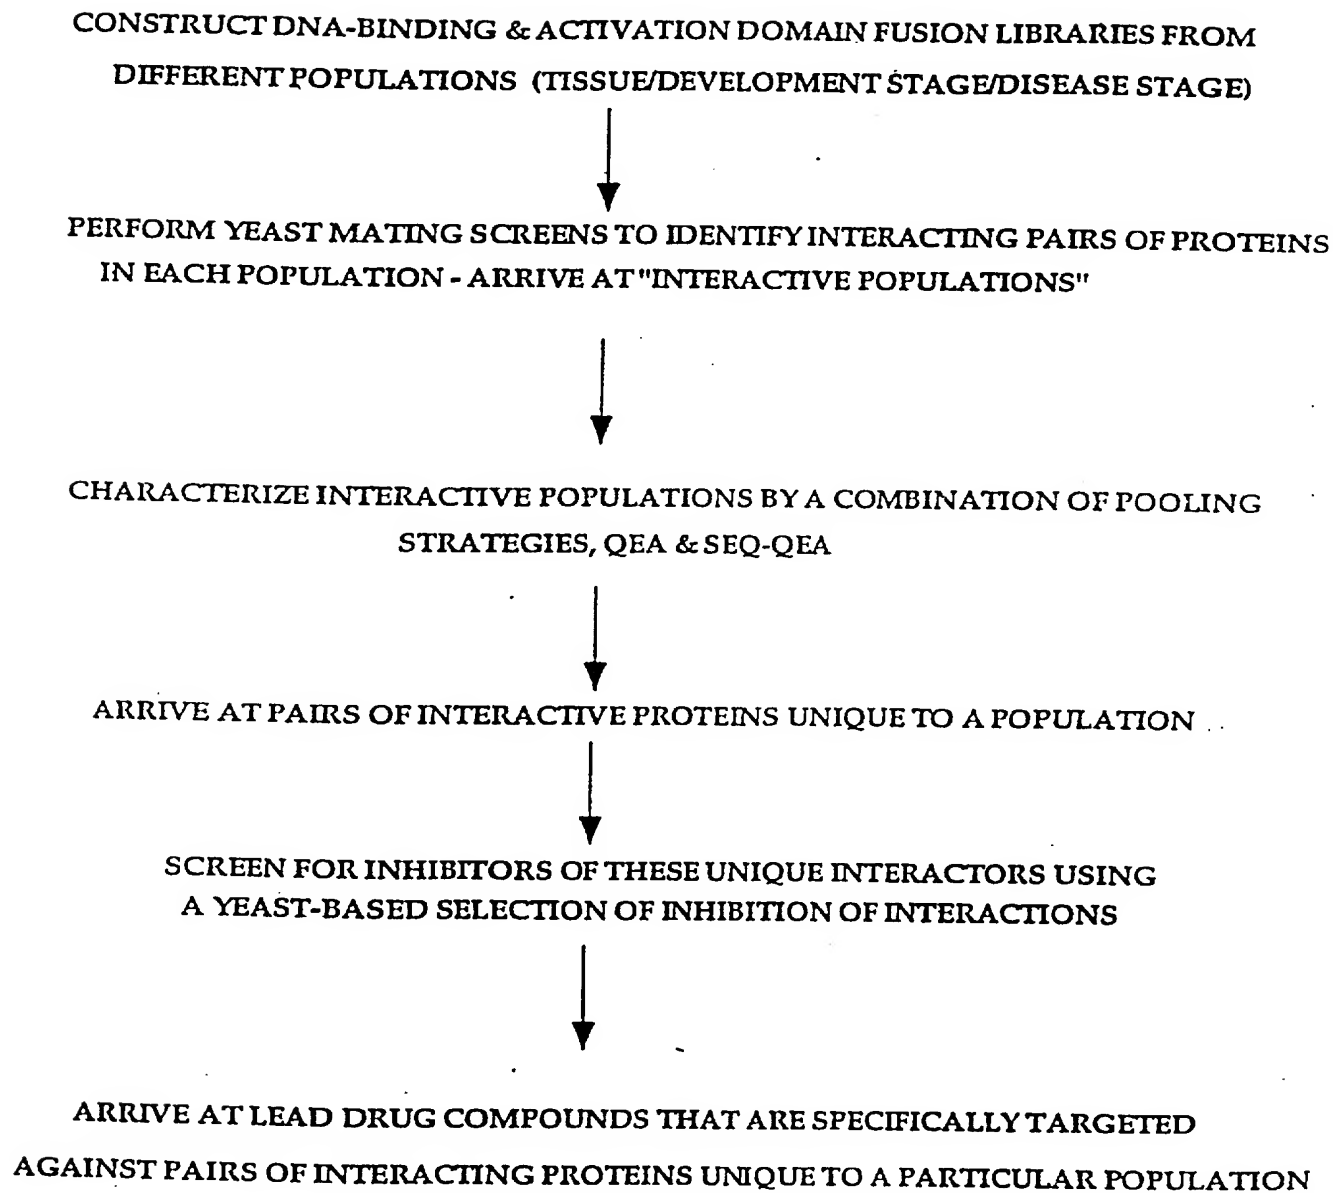 CONSTRUCT DNA-BINDING & ACTIVATION DOMAIN FUSION LIBRARIES FROM
DIFFERENT POPULATIONS (TISSUE/DEVELOPMENT STAGE/DISEASE STAGE)
PERFORM YEAST MATING SCREENS TO IDENTIFY INTERACTING PAIRS OF PROTEINS
IN EACH POPULATION - ARRIVE AT "INTERACTIVE POPULATIONS"
CHARACTERIZE INTERACTIVE POPULATIONS BY A COMBINATION OF POOLING
STRATEGIES, QEA & SEQ-QEA
ARRIVE AT PAIRS OF INTERACTIVE PROTEINS UNIQUE TO A POPULATION
SCREEN FOR INHIBITORS OF THESE UNIQUE INTERACTORS USING
A YEAST-BASED SELECTION OF INHIBITION OF INTERACTIONS
ARRIVE AT LEAD DRUG COMPOUNDS THAT ARE SPECIFICALLY TARGETED
AGAINST PAIRS OF INTERACTING PROTEINS UNIQUE TO A PARTICULAR POPULATION